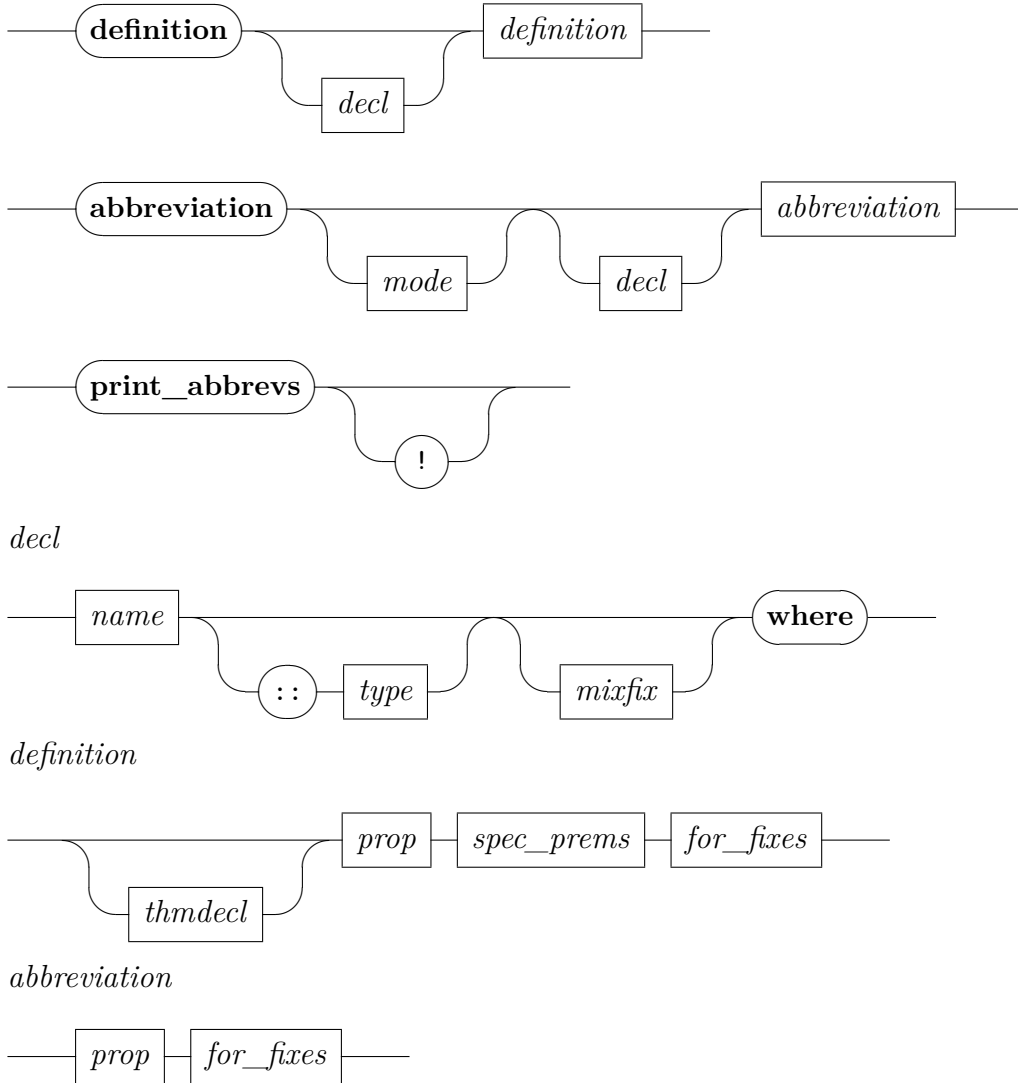 definition definition
decl
abbreviation abbreviation
mode decl
print_abbrevs
!
decl
name where
:: type mixfix
definition
prop spec_prems for_fixes
thmdecl
abbreviation
prop for_fixes